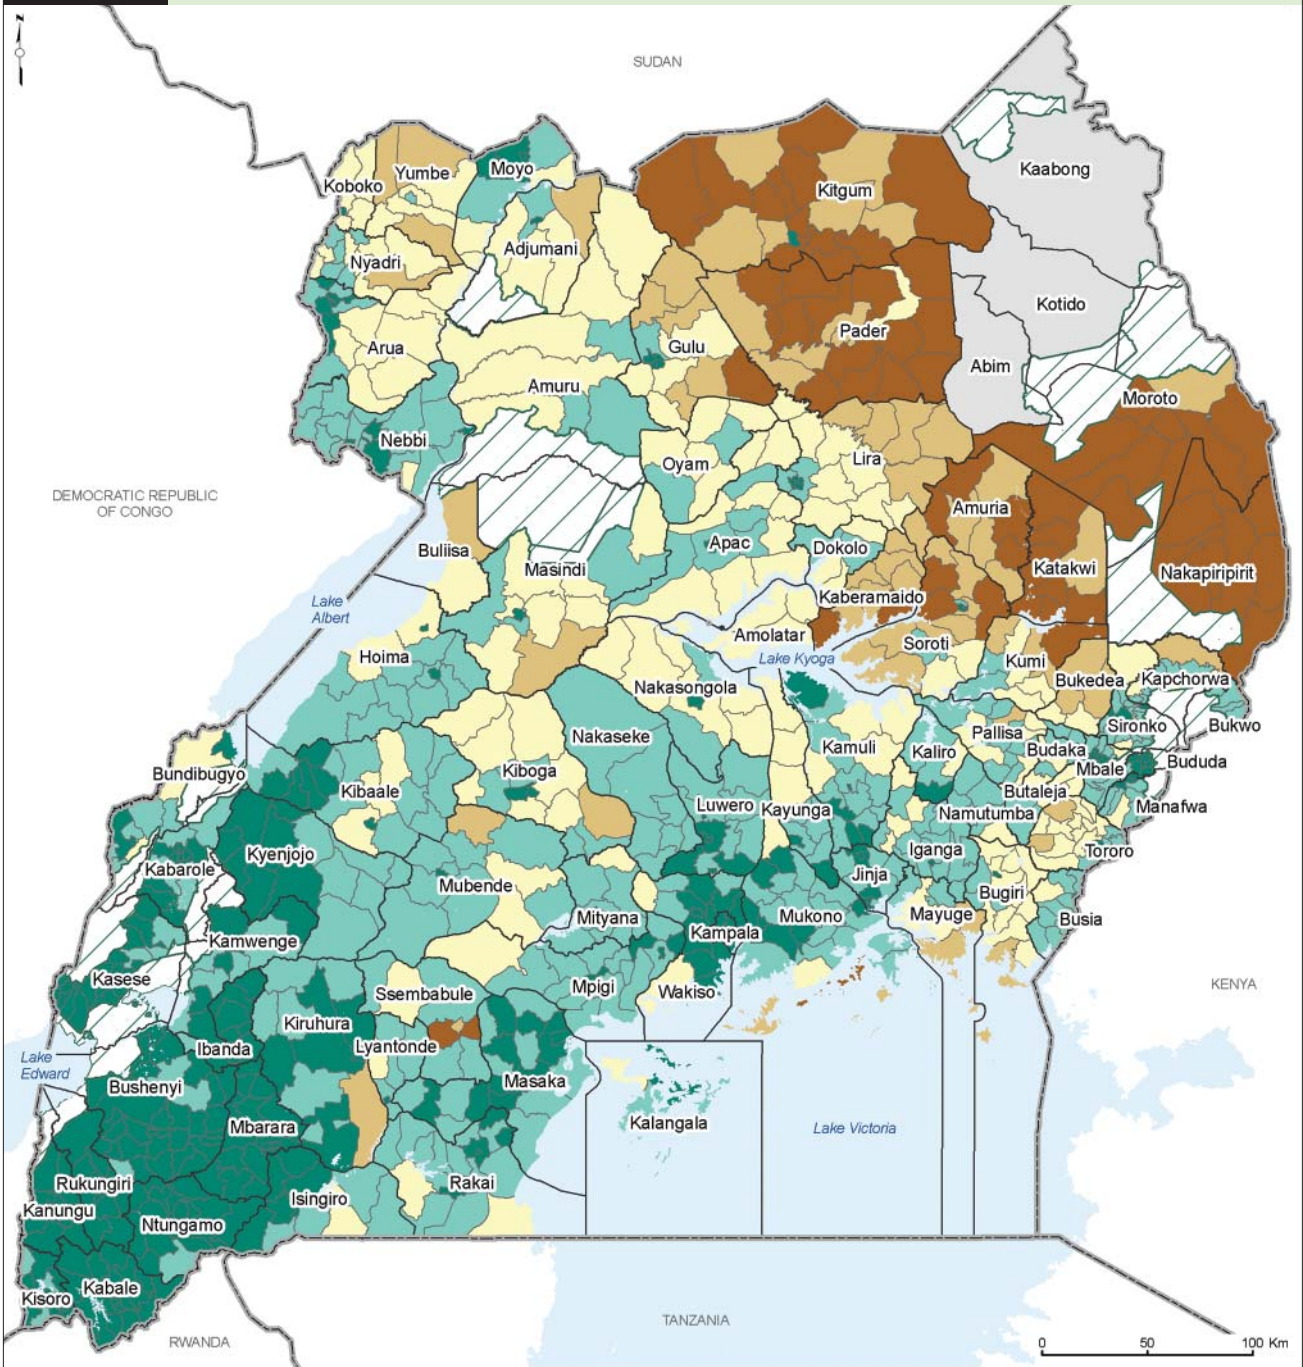 N
SUDAN
Kaabong
Moyo
Yumbe
Koboko
Kitgum
Adjumani
Nyadri
Kotido
Pader
Gulu
Arua
Abim
Amuru
Moroto
Nebbi
Lira
Oyam
DEMOCRATIC REPUBLIC
OF CONGO
Amuria
Apac
Dokolo
Buliisa
Masindi
Katakwi
Nakapiripirit
Kaberamaido
Lake
Albert
Amolatar
Soroti
Hoima
Lake Kyoga
Kumi
Bukedea
Kapchorwa
Nakasongola
Sironko
Bukwo
Nakaseke
Pallisa
Kamuli
Kaliro
Budaka
Bududa
Mbale
Bundibugyo
Kiboga
Kibaale
Butaleja
Manafwa
Luwero
Kayunga
Namutumba
Kyenjojo
Iganga
Tororo
Kabarole
Jinja
Mubende
Bugiri
Mityana
Mukono
Mayuge
Busia
Kampala
Kamwenge
Kasese
KENYA
Mpigi
Wakiso
Ssembabule
Kiruhura
Lyantonde
Ibanda
Lake
Edward
Masaka
Bushenyi
Kalangala
Lake Victoria
Mbarara
Rukungiri
Rakai
Isingiro
Kanungu
Ntungamo
Kabale
Kisoro
TANZANIA
RWANDA
0 50 100 Km